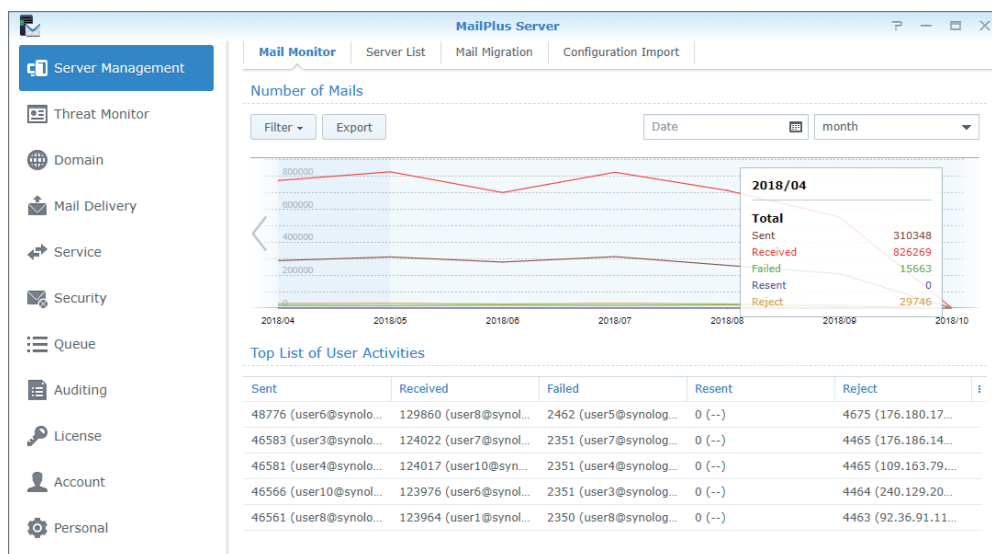 MailPlus Server
Server Management
Threat Monitor
Domain
Mail Delivery
Service
Security
Queue
Auditing
License
Account
Personal
Mail Monitor Server List Mail Migration Configuration Import
Number of Mails
Filter Export Date month
800000
600000
400000
200000
0
2018/04 2018/05 2018/06 2018/07 2018/08 2018/09 2018/10
2018/04
Total
Sent 310348
Received 826269
Failed 15663
Resent 0
Reject 29746
Top List of User Activities
Sent Received Failed Resent Reject
48776 (user6@synolo... 129860 (user8@synol... 2462 (user5@synolog... 0 (--) 4675 (176.180.17...
46583 (user3@synolo... 124022 (user7@synol... 2351 (user7@synolog... 0 (--) 4465 (176.186.14...
46581 (user4@synolo... 124017 (user10@syn... 2351 (user4@synolog... 0 (--) 4465 (109.163.79....
46566 (user10@synol... 123976 (user6@synol... 2351 (user3@synolog... 0 (--) 4464 (240.129.20...
46561 (user8@synolo... 123964 (user1@synol... 2350 (user8@synolog... 0 (--) 4463 (92.36.91.11...